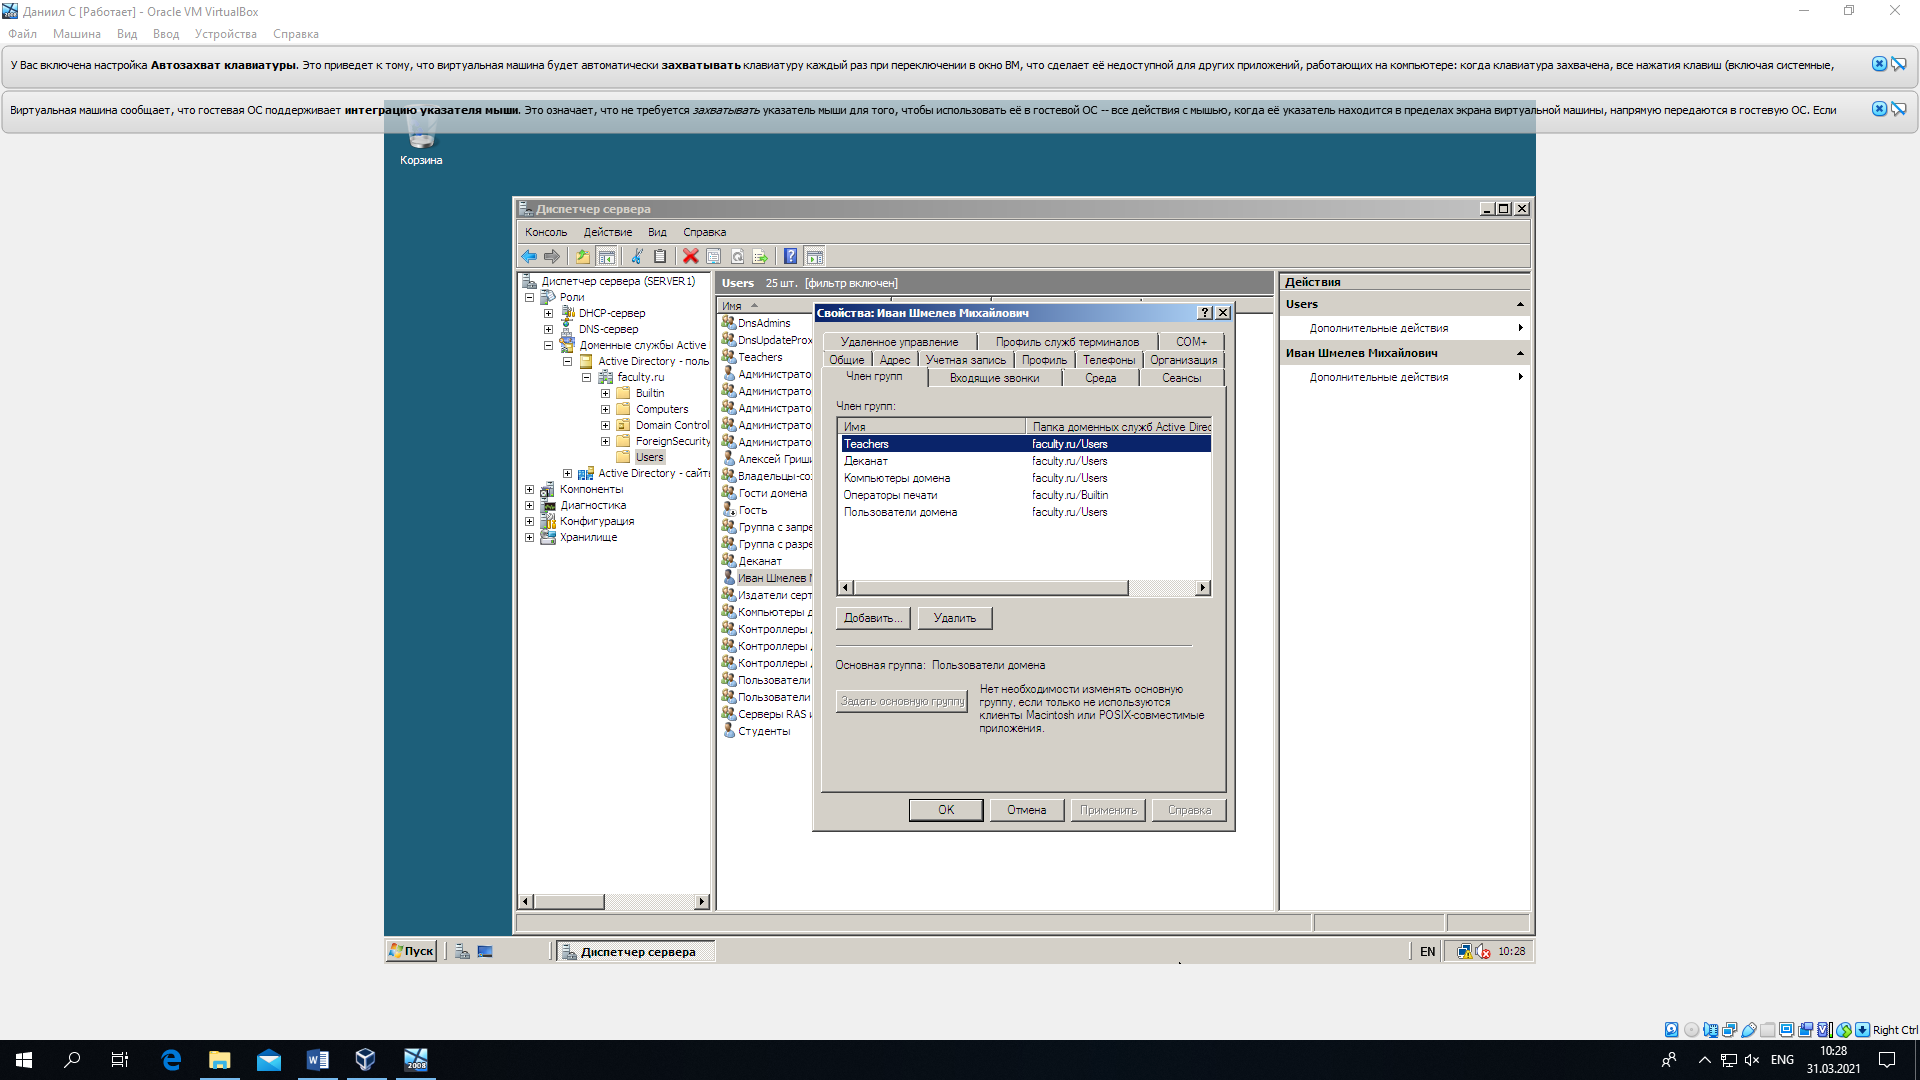 Даниил С [Работает] - Oracle VM VirtualBox
Файл Машина Вид Ввод Устройства Справка
У Вас включена настройка Автозахват клавиатуры. Это приведет к тому, что виртуальная машина будет автоматически захватывать клавиатуру каждый раз при переключении в окно ВМ, что сделает её недоступной для других приложений, работающих на компьютере: когда клавиатура захвачена, все нажатия клавиш (включая системные,
Виртуальная машина сообщает, что гостевая ОС поддерживает интеграцию указателя мыши. Это означает, что не требуется захватывать указатель мыши для того, чтобы использовать её в гостевой ОС -- все действия с мышью, когда её указатель находится в пределах экрана виртуальной машины, напрямую передаются в гостевую ОС. Если
Корзина
Диспетчер сервера
Консоль Действие Вид Справка
Диспетчер сервера (SERVER1)
Роли
DHCP-сервер
DNS-сервер
Доменные службы Active
Active Directory - поль
faculty.ru
Builtin
Computers
Domain Control
ForeignSecurity
Users
Active Directory - сайт
Компоненты
Диагностика
Конфигурация
Хранилище
Users 25 шт. [фильтр включен]
Имя
DnsAdmins
DnsUpdateProx
Teachers
Администрато
Администрато
Администрато
Администрато
Администрато
Алексей Гриш
Владельцы-со
Гости домена
Гость
Группа с запре
Группа с разре
Деканат
Иван Шмелев М
Издатели серт
Компьютеры д
Контроллеры
Контроллеры
Контроллеры
Пользователи
Пользователи
Серверы RAS и
Студенты
Свойства: Иван Шмелев Михайлович
Удаленное управление Профиль служб терминалов COM+
Общие Адрес Учетная запись Профиль Телефоны Организация
Член групп Входящие звонки Среда Сеансы
Член групп:
Имя Папка доменных служб Active Direc
Teachers faculty.ru/Users
Деканат faculty.ru/Users
Компьютеры домена faculty.ru/Users
Операторы печати faculty.ru/Builtin
Пользователи домена faculty.ru/Users
Добавить... Удалить
Основная группа: Пользователи домена
Задать основную группу
Нет необходимости изменять основную
группу, если только не используются
клиенты Macintosh или POSIX-совместимые
приложения.
OK Отмена Применить Справка
Действия
Users
Дополнительные действия
Иван Шмелев Михайлович
Дополнительные действия
Пуск Диспетчер сервера EN 10:28
Right Ctrl
2008
ENG
10:28
31.03.2021